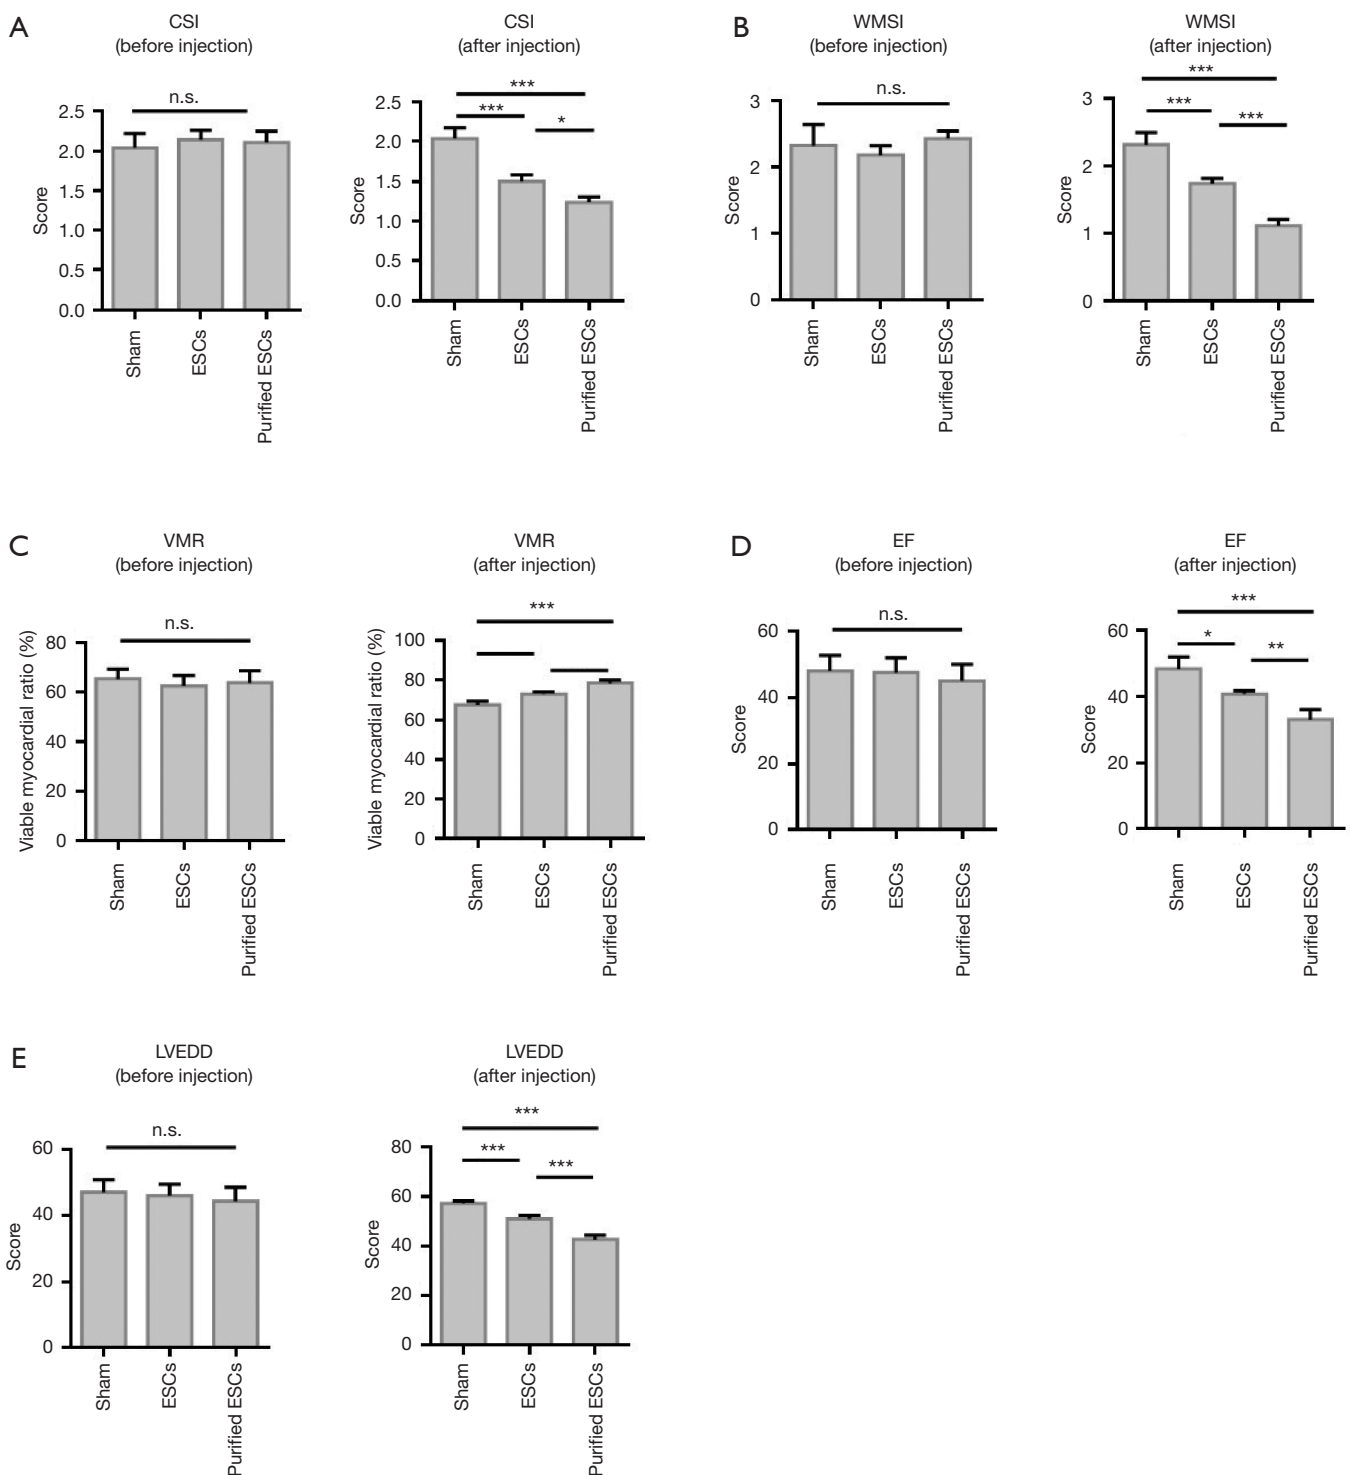 A
CSI
(before injection)
n.s.
2.5
2.0
1.5
1.0
0.5
0.0
Score
Sham
ESCs
Purified ESCs
CSI
(after injection)
***
***
*
2.5
2.0
1.5
1.0
0.5
0.0
Score
Sham
ESCs
Purified ESCs
B
WMSI
(before injection)
n.s.
3
2
1
0
Score
Sham
ESCs
Purified ESCs
WMSI
(after injection)
***
***
***
3
2
1
0
Score
Sham
ESCs
Purified ESCs
C
VMR
(before injection)
n.s.
80
60
40
20
0
Viable myocardial ratio (%)
Sham
ESCs
Purified ESCs
VMR
(after injection)
***
100
80
60
40
20
0
Viable myocardial ratio (%)
Sham
ESCs
Purified ESCs
D
EF
(before injection)
n.s.
60
40
20
0
Score
Sham
ESCs
Purified ESCs
EF
(after injection)
***
*
**
60
40
20
0
Score
Sham
ESCs
Purified ESCs
E
LVEDD
(before injection)
n.s.
60
40
20
0
Score
Sham
ESCs
Purified ESCs
LVEDD
(after injection)
***
***
***
80
60
40
20
0
Score
Sham
ESCs
Purified ESCs